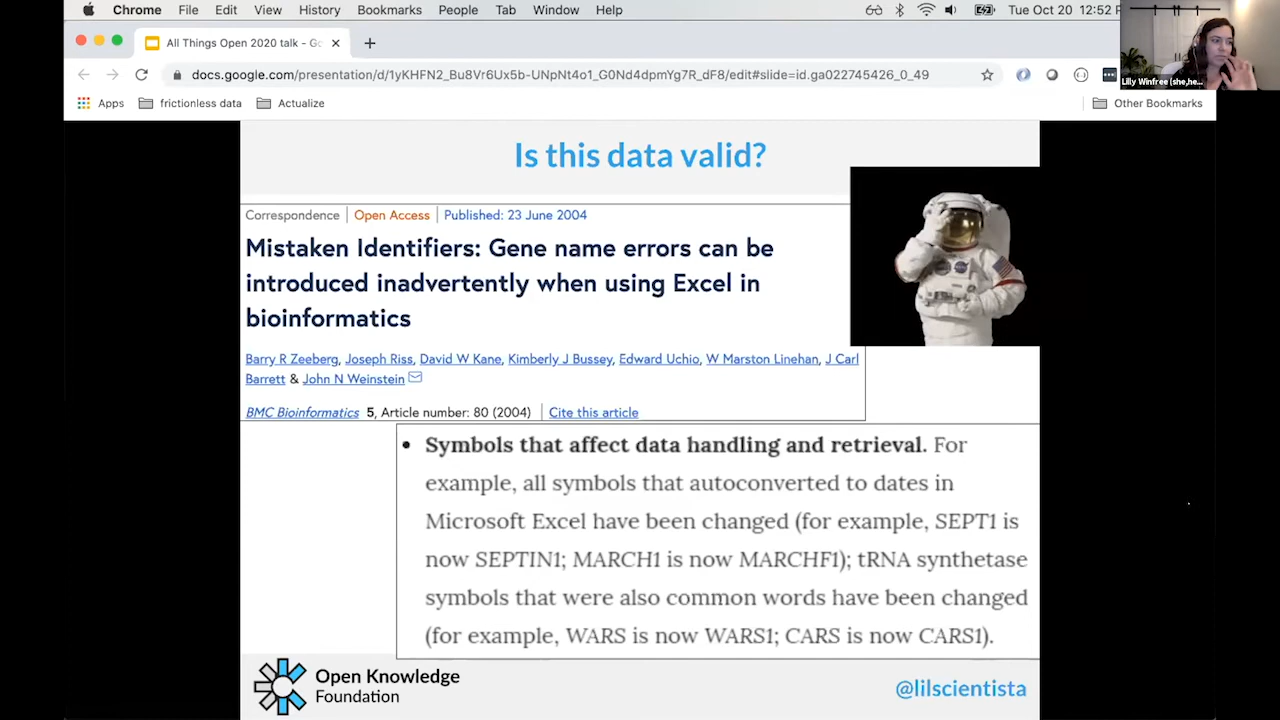 Chrome File Edit View History Bookmarks People Tab Window Help Tue Oct 20 12:52
All Things Open 2020 talk - Go
docs.google.com/presentation/d/1yKHFN2_Bu8Vr6Ux5b-UNpNt4o1_G0Nd4dpmYg7R_dF8/edit#slide=id.ga022745426_0_49
Lilly Winfree (she,he...
Apps frictionless data Actualize Other Bookmarks
Is this data valid?
Correspondence | Open Access | Published: 23 June 2004
Mistaken Identifiers: Gene name errors can be
introduced inadvertently when using Excel in
bioinformatics
Barry R Zeeberg, Joseph Riss, David W Kane, Kimberly J Bussey, Edward Uchio, W Marston Linehan, J Carl
Barrett & John N Weinstein
BMC Bioinformatics 5, Article number: 80 (2004) | Cite this article
• Symbols that affect data handling and retrieval. For
example, all symbols that autoconverted to dates in
Microsoft Excel have been changed (for example, SEPT1 is
now SEPTIN1; MARCH1 is now MARCHF1); tRNA synthetase
symbols that were also common words have been changed
(for example, WARS is now WARS1; CARS is now CARS1).
Open Knowledge
Foundation
@lilscientista